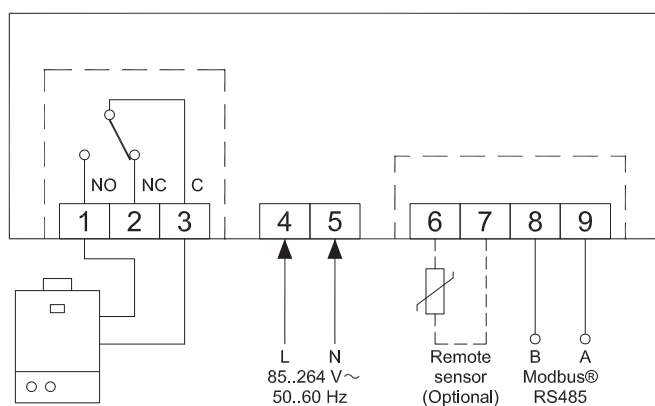 NO NC C
1 2 3 4 5 6 7 8 9
L N
85..264 V~
50..60 Hz
Remote
sensor
(Optional)
B A
Modbus®
RS485